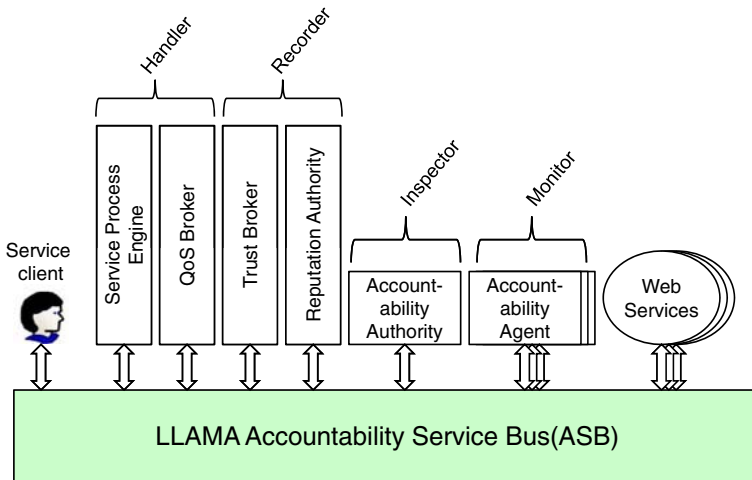 Handler
Recorder
Inspector
Monitor
Service
client
Service Process
Engine
QoS Broker
Trust Broker
Reputation Authority
Account-
ability
Authority
Account-
ability
Agent
Web
Services
LLAMA Accountability Service Bus(ASB)